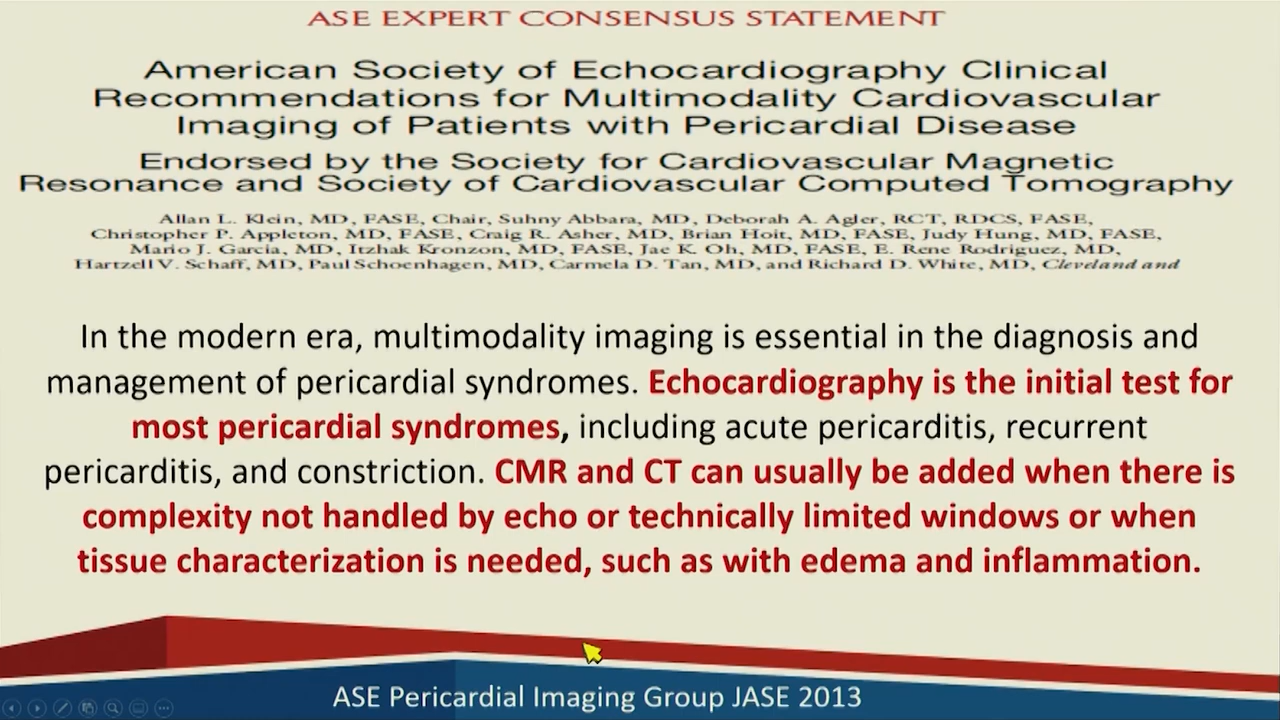 ASE EXPERT CONSENSUS STATEMENT
American Society of Echocardiography Clinical
Recommendations for Multimodality Cardiovascular
Imaging of Patients with Pericardial Disease
Endorsed by the Society for Cardiovascular Magnetic
Resonance and Society of Cardiovascular Computed Tomography
Allan L. Klein, MD, FASE, Chair, Suhny Abbara, MD, Deborah A. Agler, RCT, RDCS, FASE,
Christopher P. Appleton, MD, FASE, Craig R. Asher, MD, Brian Hoit, MD, FASE, Judy Hung, MD, FASE,
Mario J. Garcia, MD, Itzhak Kronzon, MD, FASE, Jae K. Oh, MD, FASE, E. Rene Rodriguez, MD,
Hartzell V. Schaff, MD, Paul Schoenhagen, MD, Carmela D. Tan, MD, and Richard D. White, MD, Cleveland and
In the modern era, multimodality imaging is essential in the diagnosis and
management of pericardial syndromes. Echocardiography is the initial test for
most pericardial syndromes, including acute pericarditis, recurrent
pericarditis, and constriction. CMR and CT can usually be added when there is
complexity not handled by echo or technically limited windows or when
tissue characterization is needed, such as with edema and inflammation.
ASE Pericardial Imaging Group JASE 2013